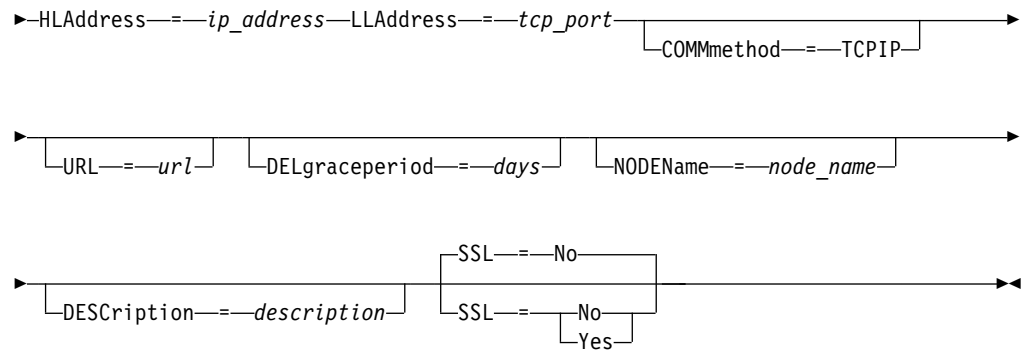 HLAddress = ip_address LLAddress = tcp_port
COMMmethod = TCPIP
URL = url DELgraceperiod = days NODEName = node_name
SSL = No
DESCription = description SSL = No
Yes